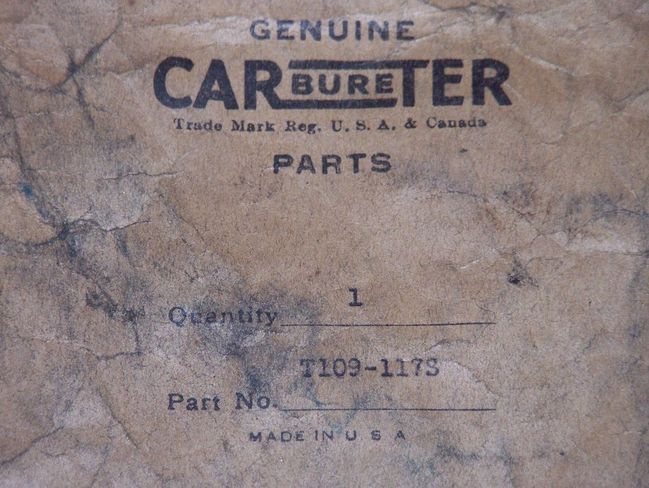 GENUINE
CARBURETER
Trade Mark Reg. U. S. A. & Canada
PARTS
Quantity 1
T109-117S
Part No.
MADE IN U S A